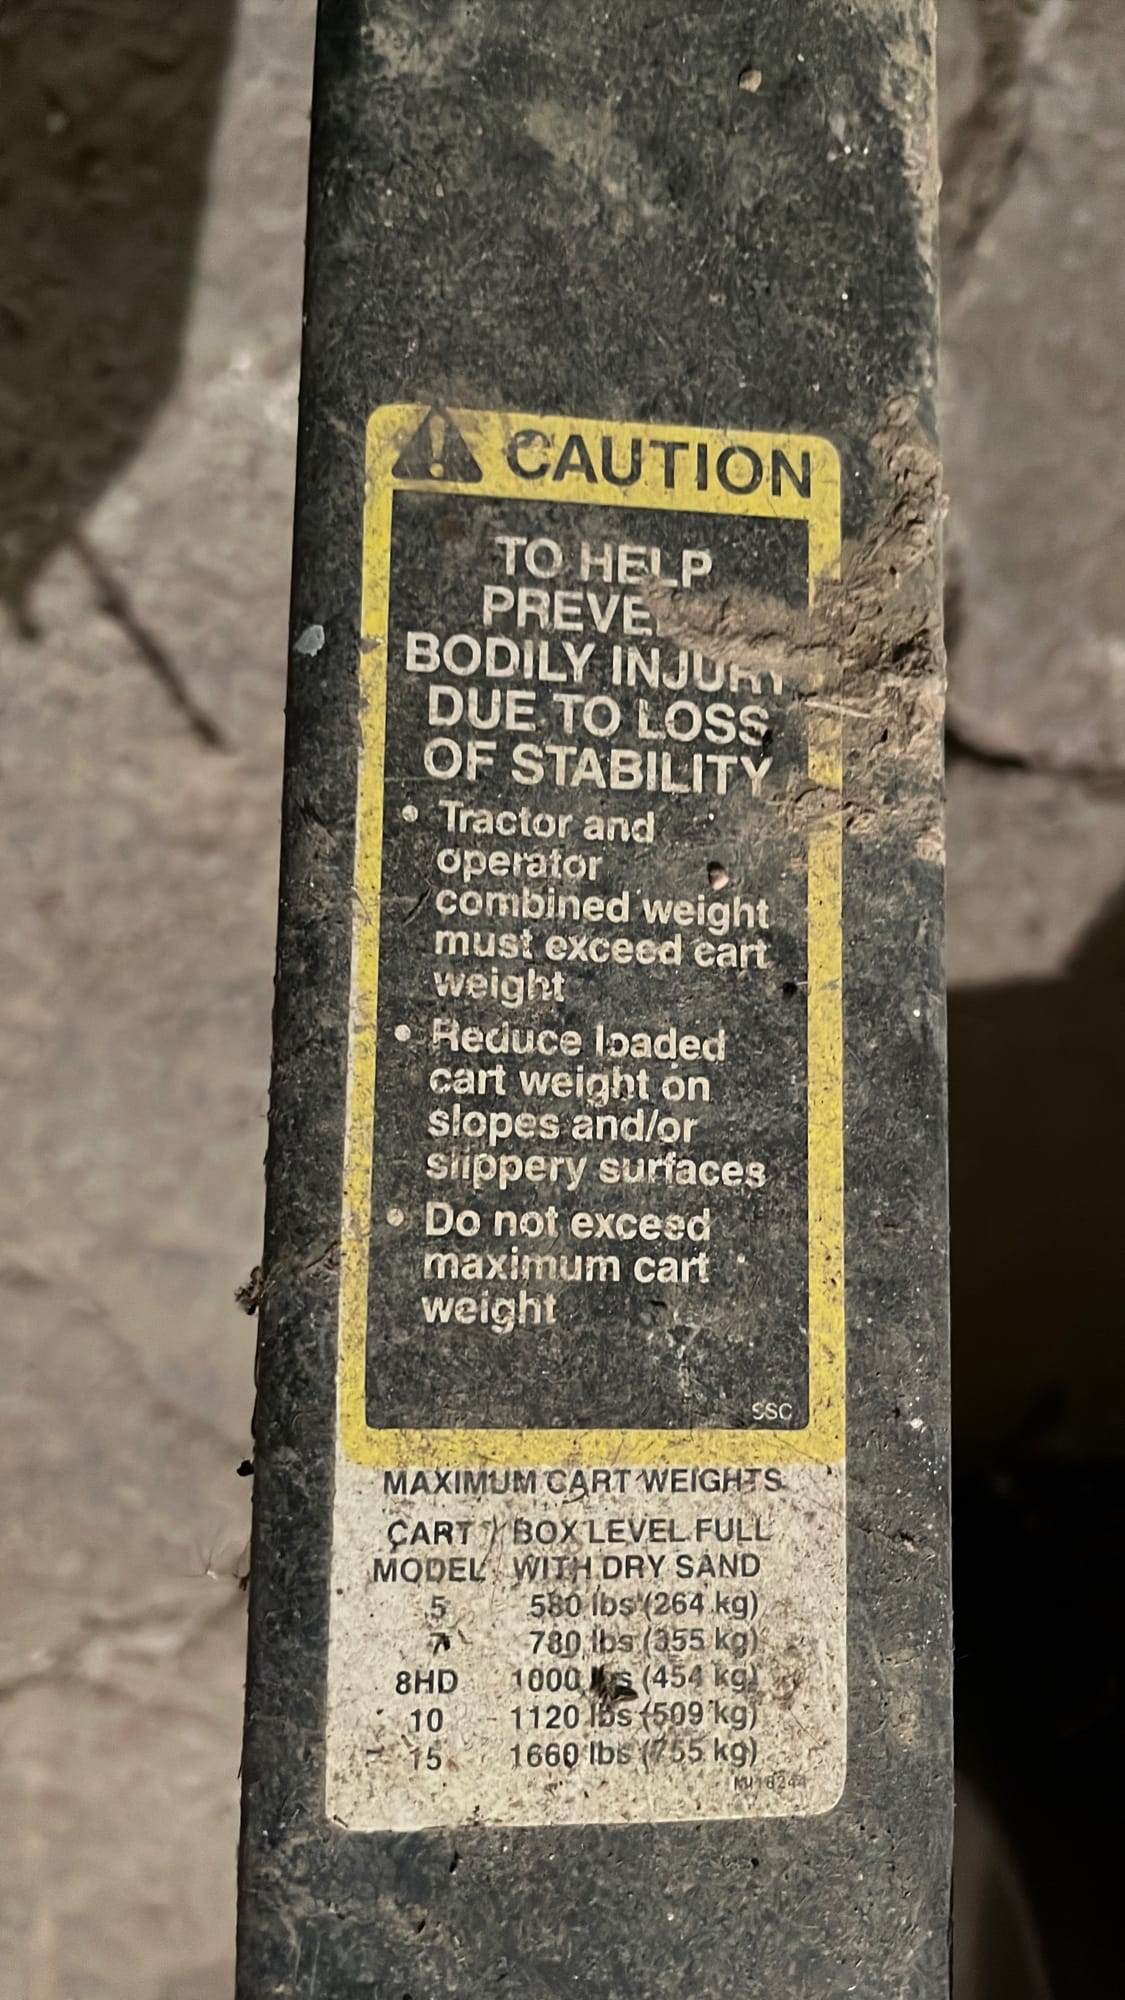 CAUTION
TO HELP
BODILY INJURY
DUE TO LOSS
OF STABILITY
• Tractor and
operator
combined weight
must exceed cart
weight
• Reduce loaded
cart weight on
slopes and/or
slippery surfaces
• Do not exceed
maximum cart
weight
SSC
MAXIMUM CART WEIGHTS
CART / BOX LEVEL FULL
MODEL / WITH DRY SAND
5 580 lbs (264 kg)
7 780 lbs (355 kg)
8HD 1000 lbs (454 kg)
10 - 1120 lbs (509 kg)
15 1660 lbs (755 kg)